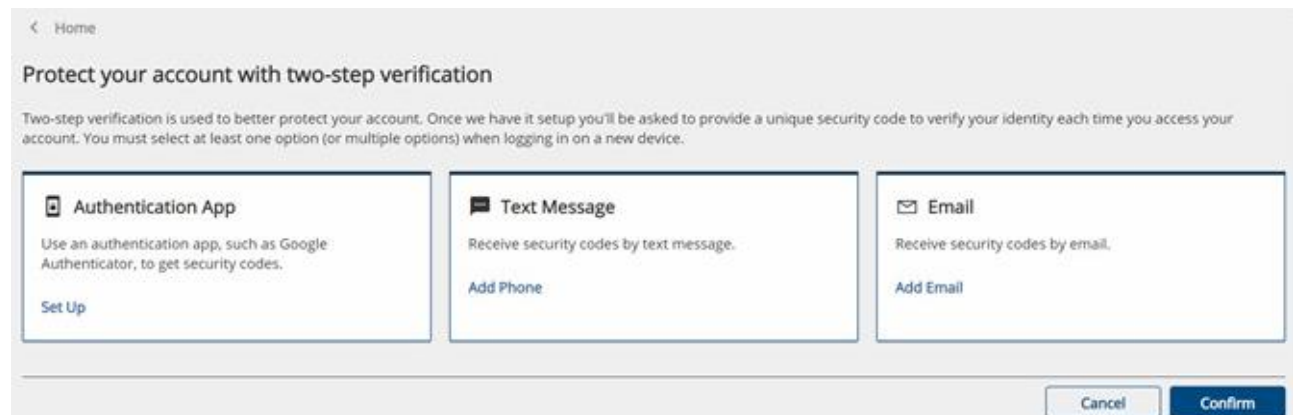 Home
Protect your account with two-step verification
Two-step verification is used to better protect your account. Once we have it setup you'll be asked to provide a unique security code to verify your identity each time you access your
account. You must select at least one option (or multiple options) when logging in on a new device.
Authentication App
Use an authentication app, such as Google
Authenticator, to get security codes.
Set Up
Text Message
Receive security codes by text message.
Add Phone
Email
Receive security codes by email.
Add Email
Cancel
Confirm